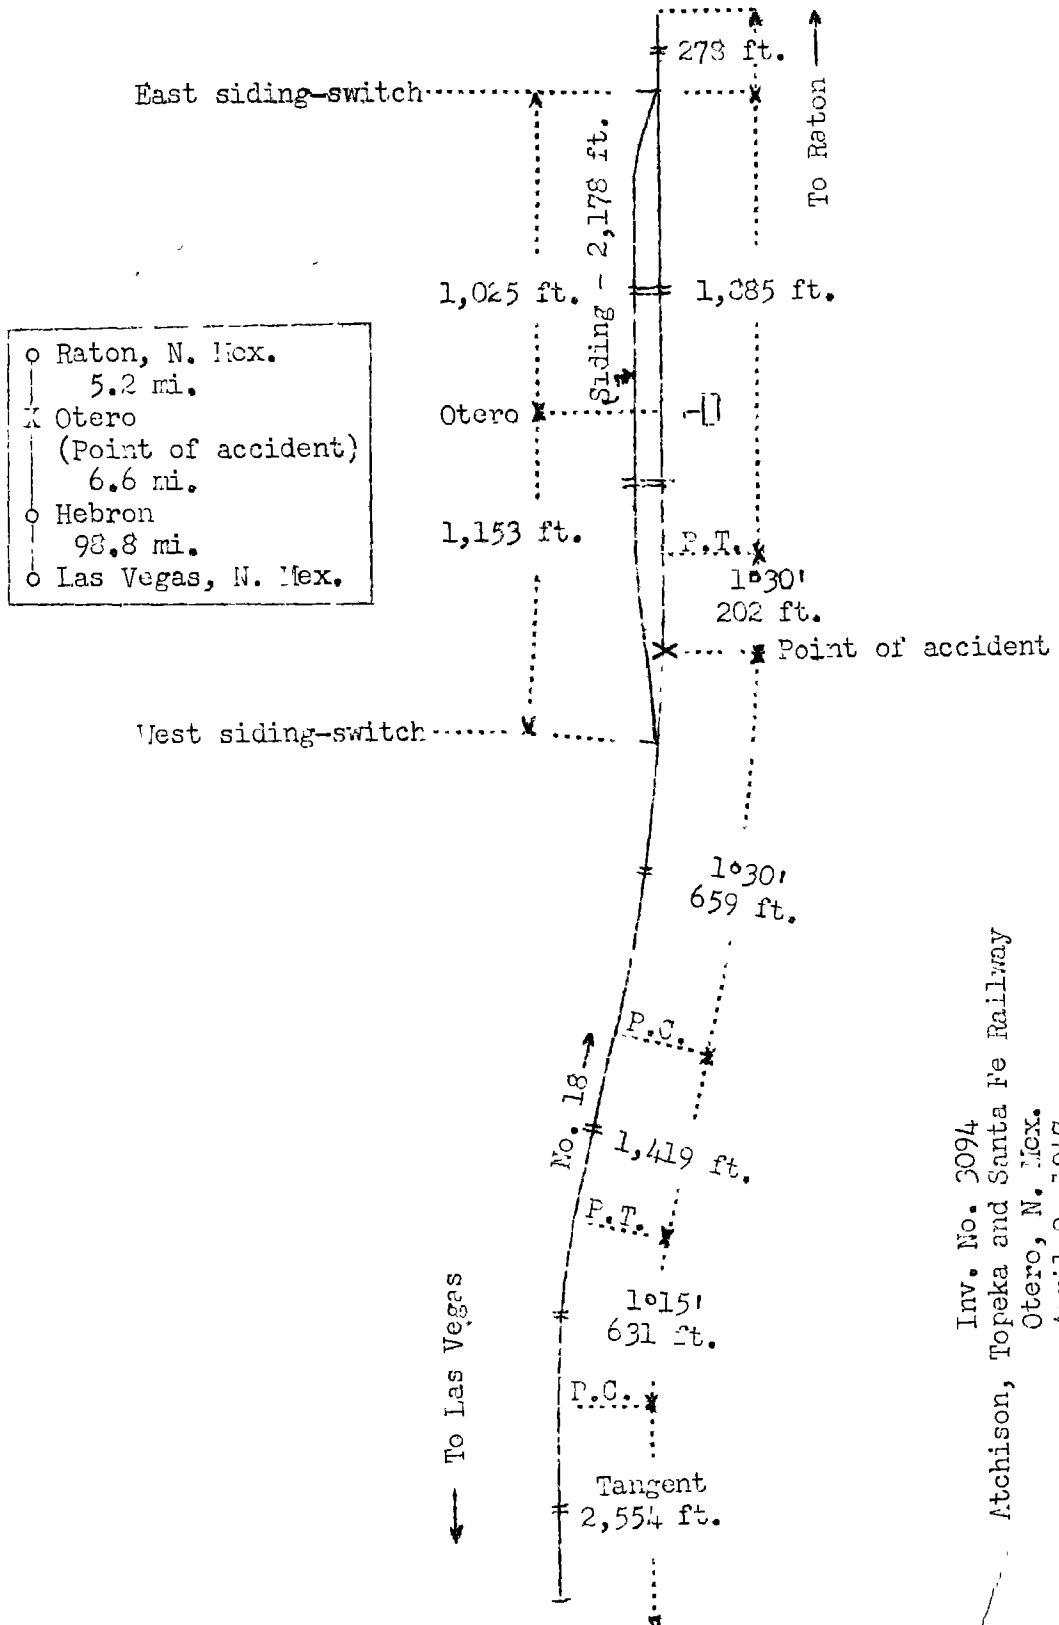 278 ft.
East siding-switch
To Raton
Siding - 2,178 ft.
1,025 ft.
1,385 ft.
Raton, N. Mex.
5.2 mi.
X Otero
(Point of accident)
6.6 mi.
Hebron
98.8 mi.
Las Vegas, N. Mex.
Otero
1,153 ft.
P.T.
1°30'
202 ft.
X
Point of accident
West siding-switch
1°30'
659 ft.
P.C.
No. 18
1,419 ft.
P.T.
1°15'
631 ft.
P.C.
To Las Vegas
Tangent
2,554 ft.
Inv. No. 3094
Atchison, Topeka and Santa Fe Railway
Otero, N. Mex.